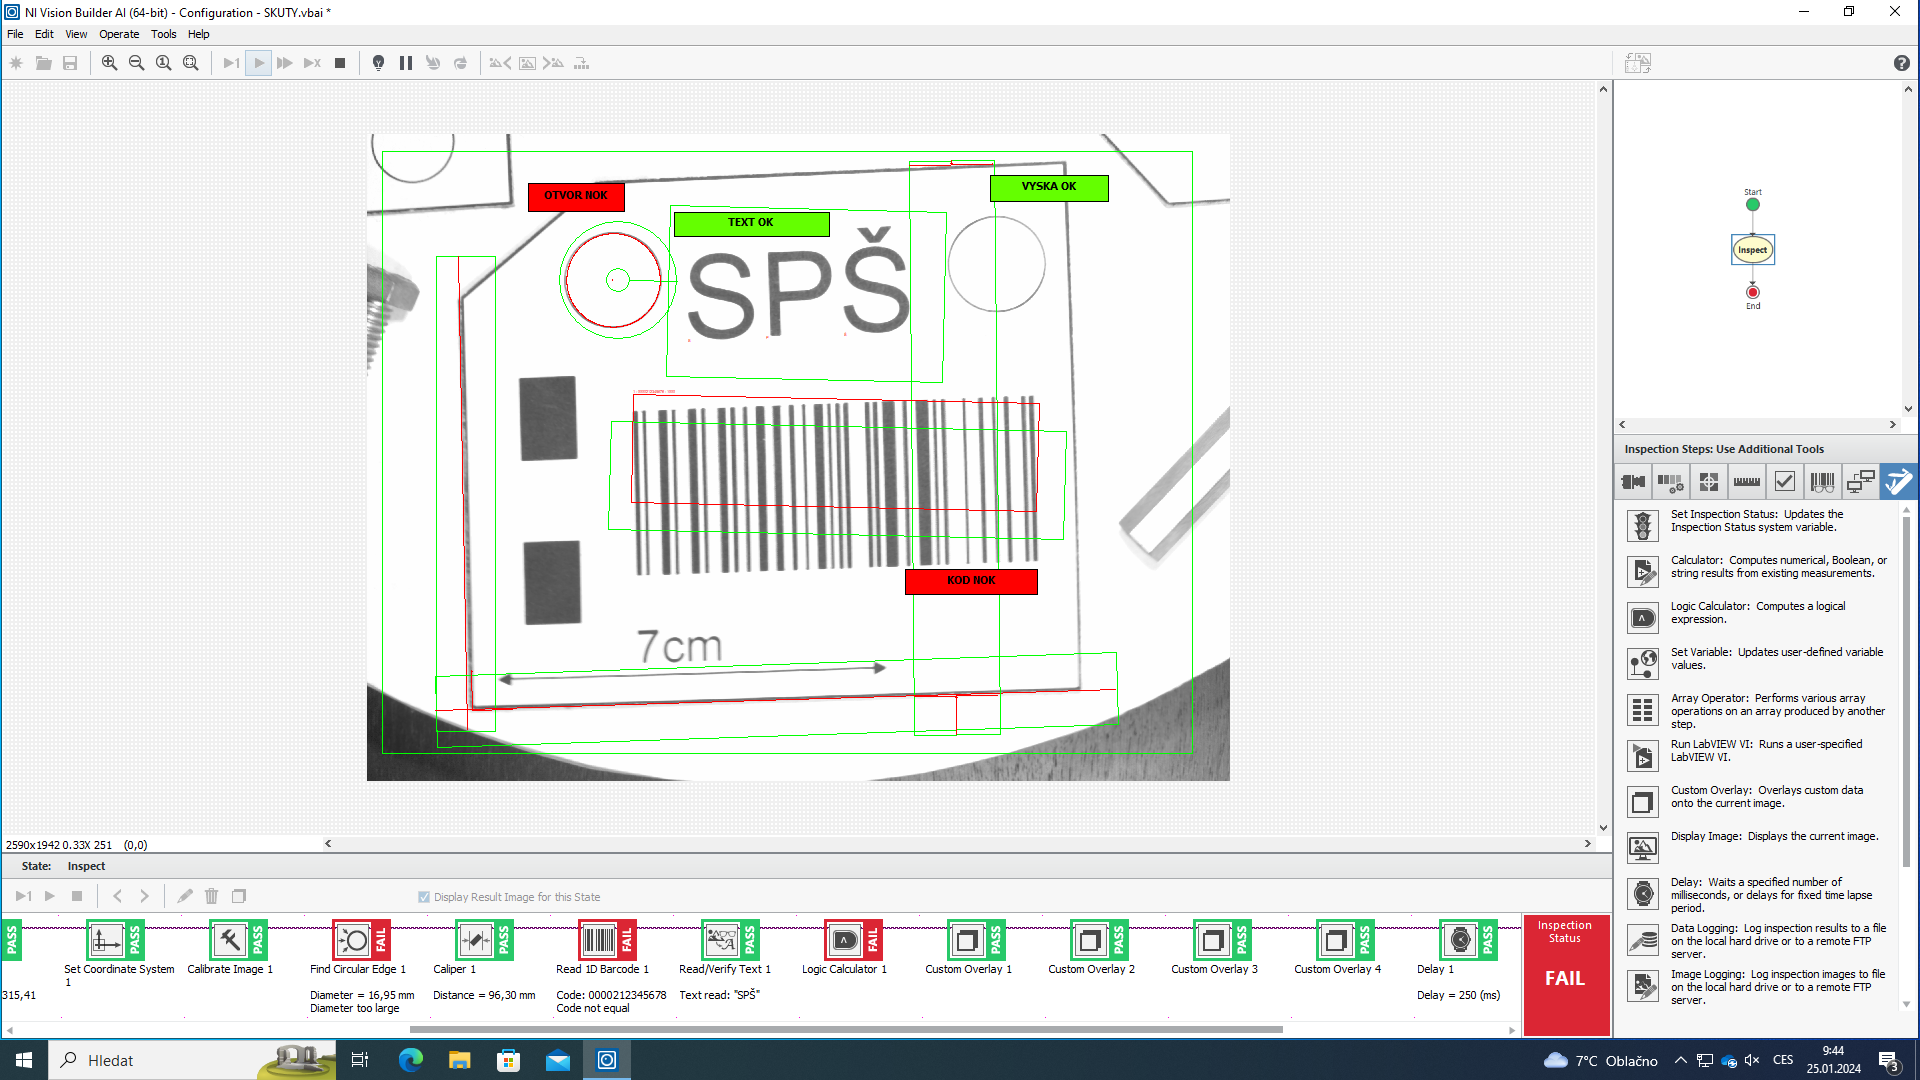 NI Vision Builder AI (64-bit) - Configuration - SKUTY.vbai *
File Edit View Operate Tools Help
OTVOR NOK
VYSKA OK
TEXT OK
SPŠ
KOD NOK
7cm
2590x1942 0.33X 251 (0,0)
Start
Inspect
End
Inspection Steps: Use Additional Tools
Set Inspection Status: Updates the
Inspection Status system variable.
Calculator: Computes numerical, Boolean, or
string results from existing measurements.
Logic Calculator: Computes a logical
expression.
Set Variable: Updates user-defined variable
values.
Array Operator: Performs various array
operations on an array produced by another
step.
Run LabVIEW VI: Runs a user-specified
LabVIEW VI.
Custom Overlay: Overlays custom data
onto the current image.
Display Image: Displays the current image.
Delay: Waits a specified number of
milliseconds, or delays for fixed time lapse
period.
Data Logging: Log inspection results to a file
on the local hard drive or to a remote FTP
server.
Image Logging: Log inspection images to file
on the local hard drive or to a remote FTP
server.
State: Inspect
Display Result Image for this State
PASS PASS PASS FAIL PASS FAIL PASS FAIL PASS PASS PASS PASS PASS
Set Coordinate System
1
Calibrate Image 1
Find Circular Edge 1
Caliper 1
Read 1D Barcode 1
Read/Verify Text 1
Logic Calculator 1
Custom Overlay 1
Custom Overlay 2
Custom Overlay 3
Custom Overlay 4
Delay 1
315,41
Diameter = 16,95 mm
Diameter too large
Distance = 96,30 mm
Code: 0000212345678
Code not equal
Text read: "SPŠ"
Delay = 250 (ms)
Inspection
Status
FAIL
Hledat
7°C Oblačno
CES
9:44
25.01.2024
3